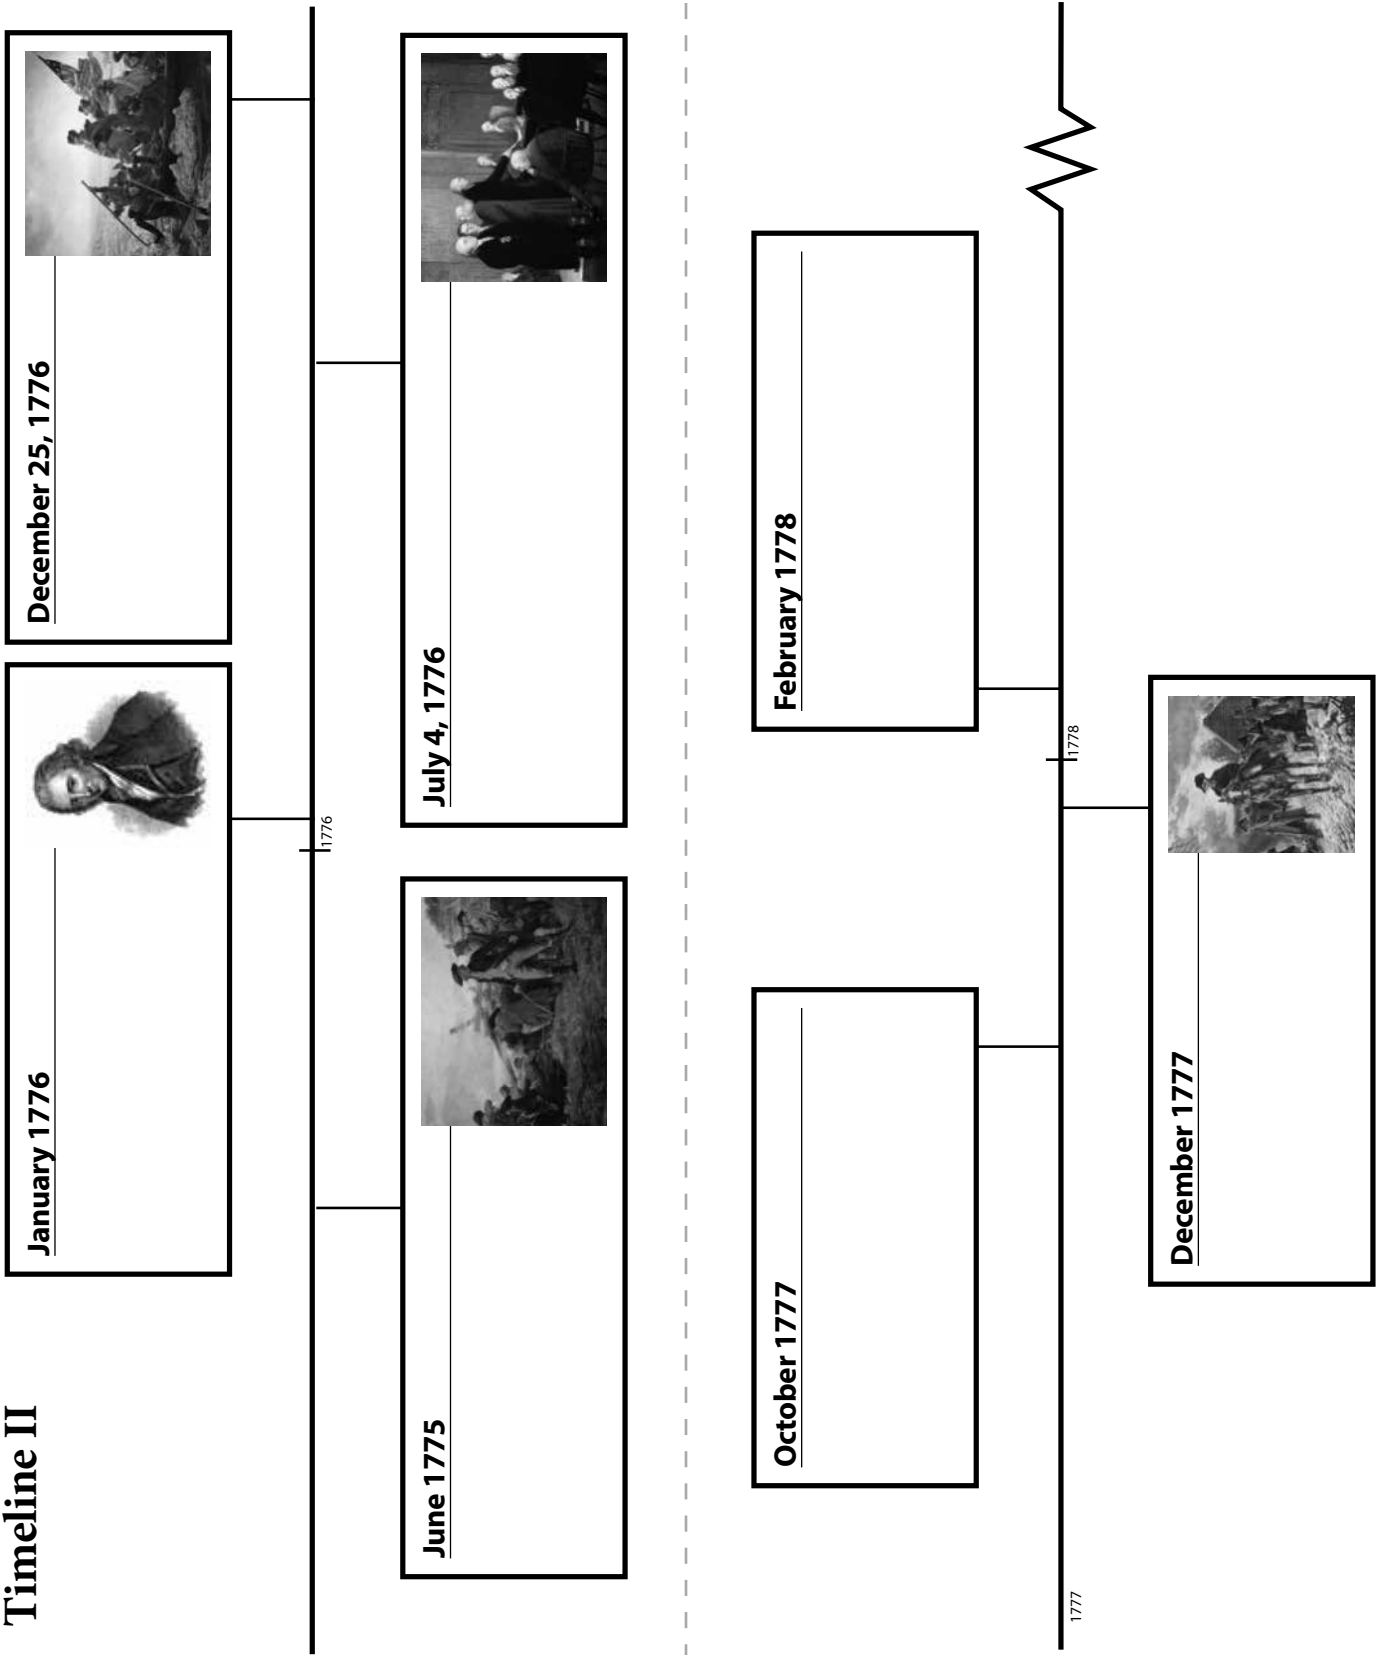 Timeline II
January 1776
December 25, 1776
1776
June 1775
July 4, 1776
October 1777
February 1778
1777
1778
December 1777